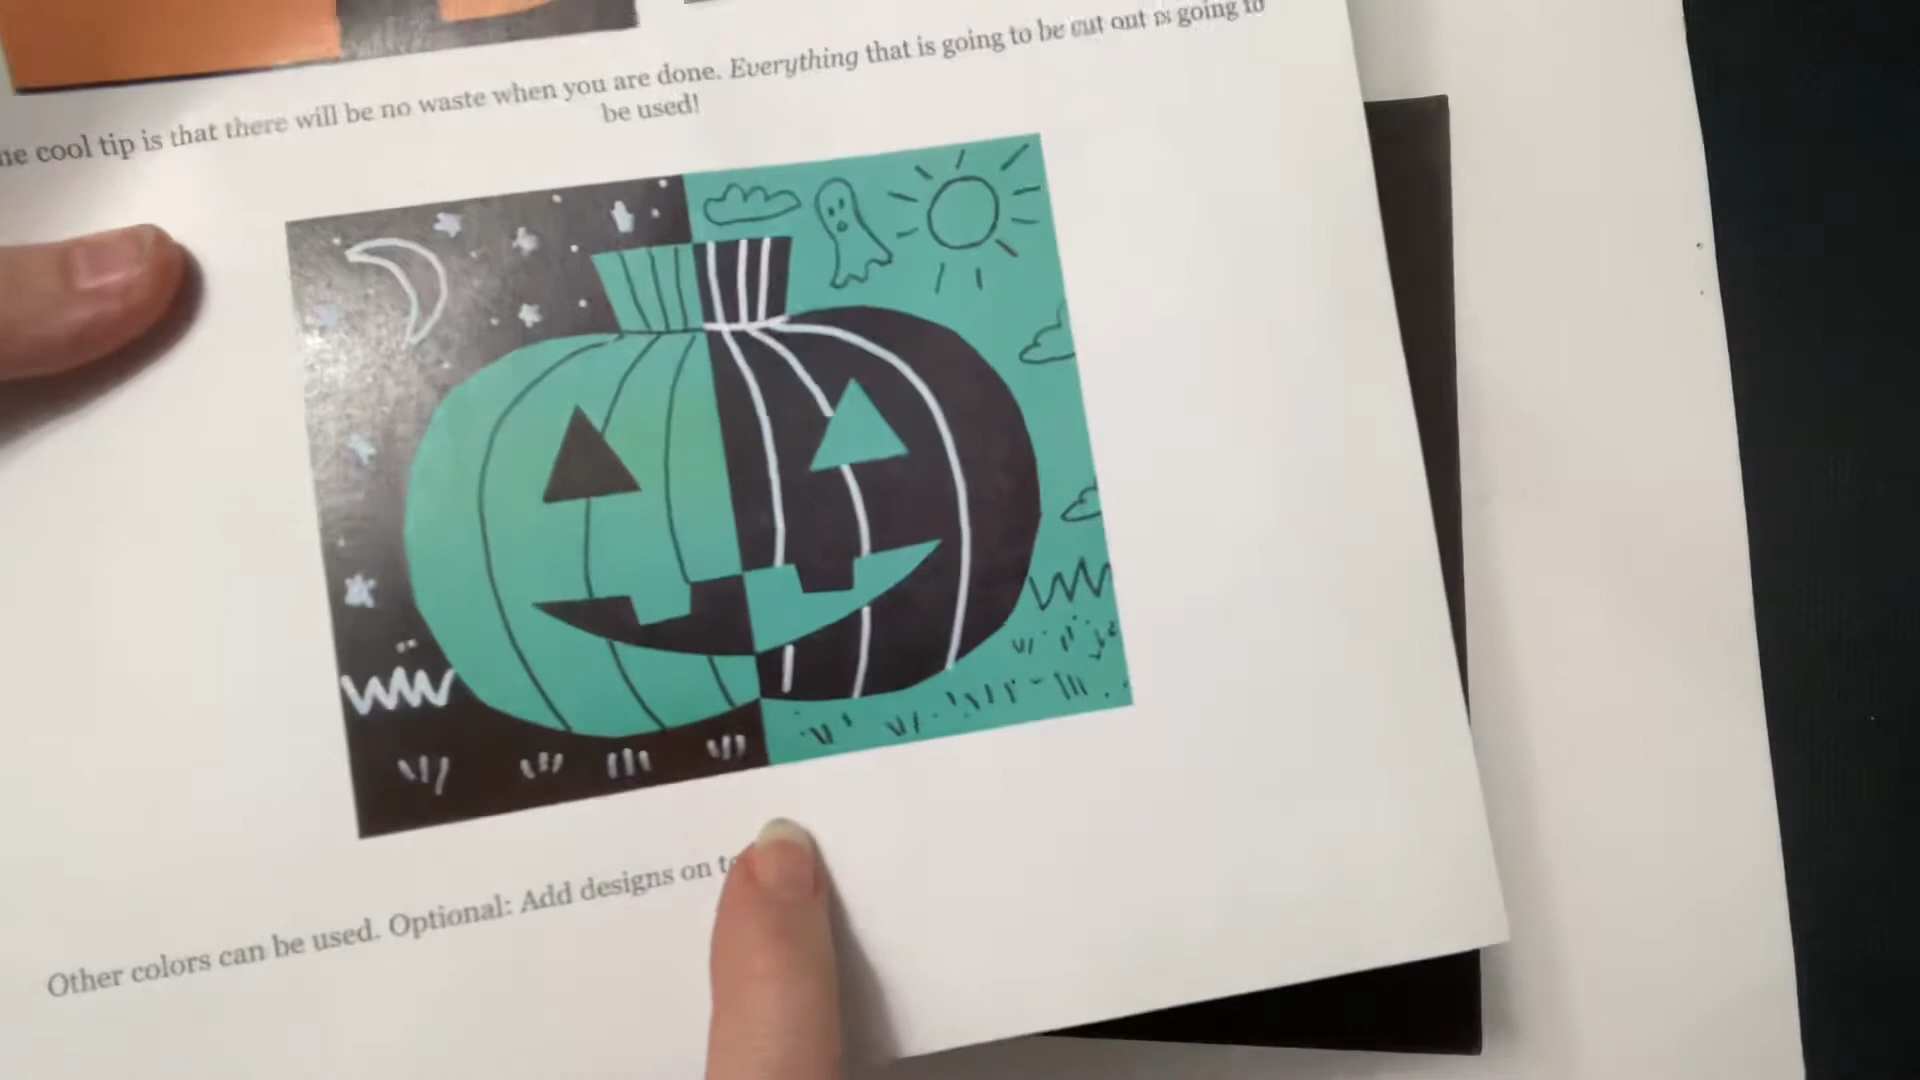 cool tip is that there will be no waste when you are done. Everything that is going to be cut out is going to
be used!
Other colors can be used. Optional: Add designs on